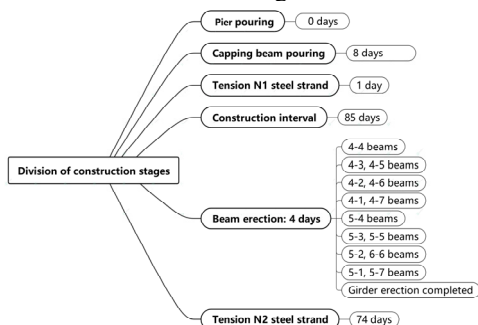 Pier pouring
0 days
Capping beam pouring
8 days
Tension N1 steel strand
1 day
Construction interval
85 days
Division of construction stages
Beam erection: 4 days
4-4 beams
4-3, 4-5 beams
4-2, 4-6 beams
4-1, 4-7 beams
5-4 beams
5-3, 5-5 beams
5-2, 6-6 beams
5-1, 5-7 beams
Girder erection completed
Tension N2 steel strand
74 days